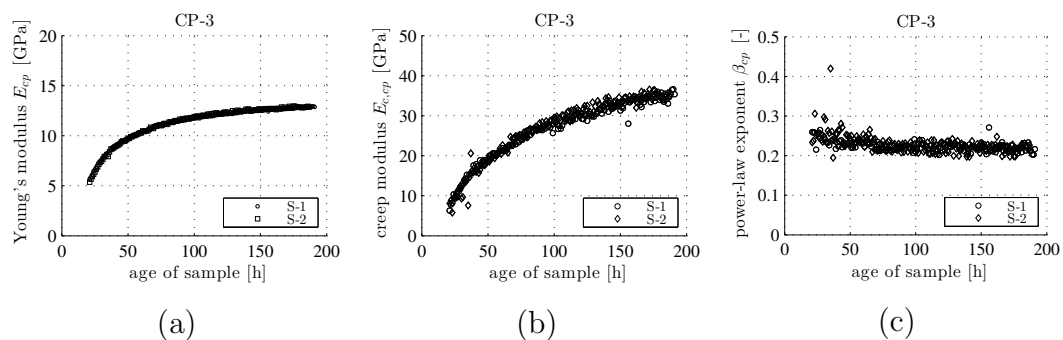 CP-3
Young's modulus E_cp [GPa]
20
15
10
5
0
0 50 100 150 200
age of sample [h]
S-1
S-2
(a)
CP-3
creep modulus E_c,cp [GPa]
50
40
30
20
10
0
0 50 100 150 200
age of sample [h]
S-1
S-2
(b)
CP-3
power-law exponent β_cp [-]
0.5
0.4
0.3
0.2
0.1
0
0 50 100 150 200
age of sample [h]
S-1
S-2
(c)